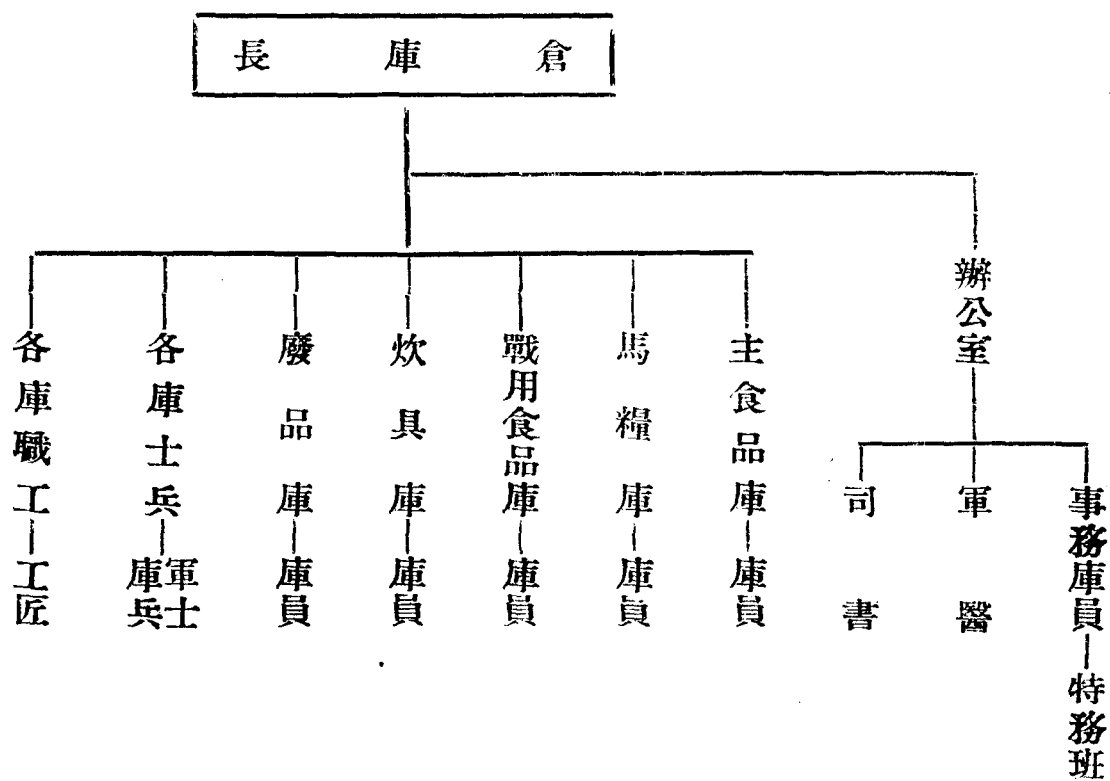 倉庫長
辦公室
事務庫員
特務班
軍醫
司書
主食品庫
庫員
馬糧庫
庫員
戰用食品庫
庫員
炊具庫
庫員
廢品庫
庫員
各庫士兵
軍士
庫兵
各庫職工
工匠